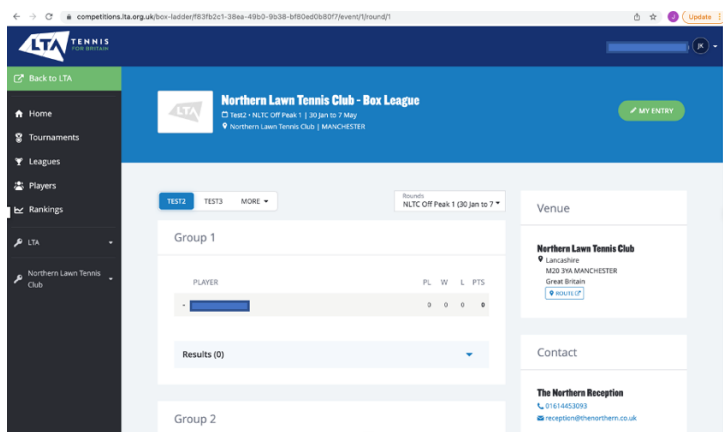 competitions.lta.org.uk/box-ladder/f83fb2c1-38ea-49b0-9b38-bf80ed0b80f7/event/1/round/1
J
Update
LTA TENNIS
FOR BRITAIN
JK
Back to LTA
Home
Tournaments
Leagues
Players
Rankings
LTA
Northern Lawn Tennis
Club
LTA
Northern Lawn Tennis Club - Box League
Test2 • NLTC Off Peak 1 | 30 Jan to 7 May
Northern Lawn Tennis Club | MANCHESTER
MY ENTRY
TEST2 TEST3 MORE
Rounds
NLTC Off Peak 1 (30 Jan to 7
Group 1
PLAYER PL W L PTS
- 0 0 0 0
Results (0)
Group 2
Venue
Northern Lawn Tennis Club
Lancashire
M20 3YA MANCHESTER
Great Britain
ROUTE
Contact
The Northern Reception
01614453093
reception@thenorthern.co.uk